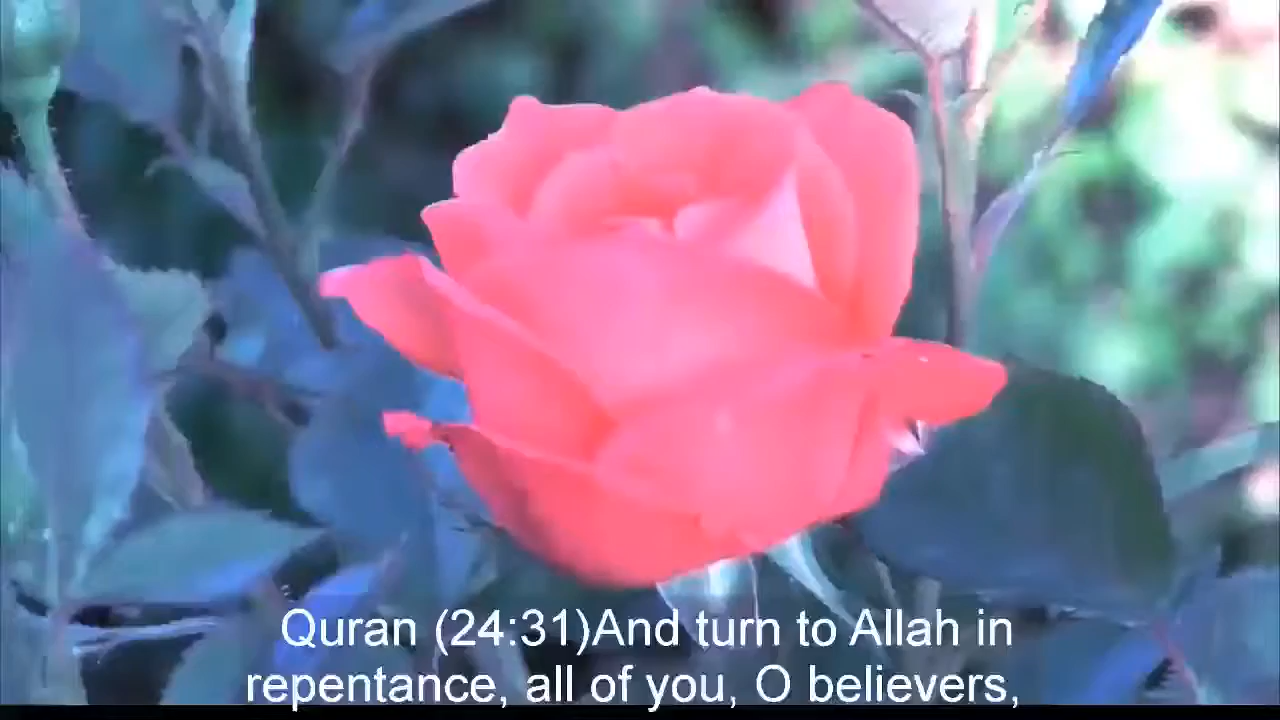 Quran (24:31)And turn to Allah in
repentance, all of you, O believers,